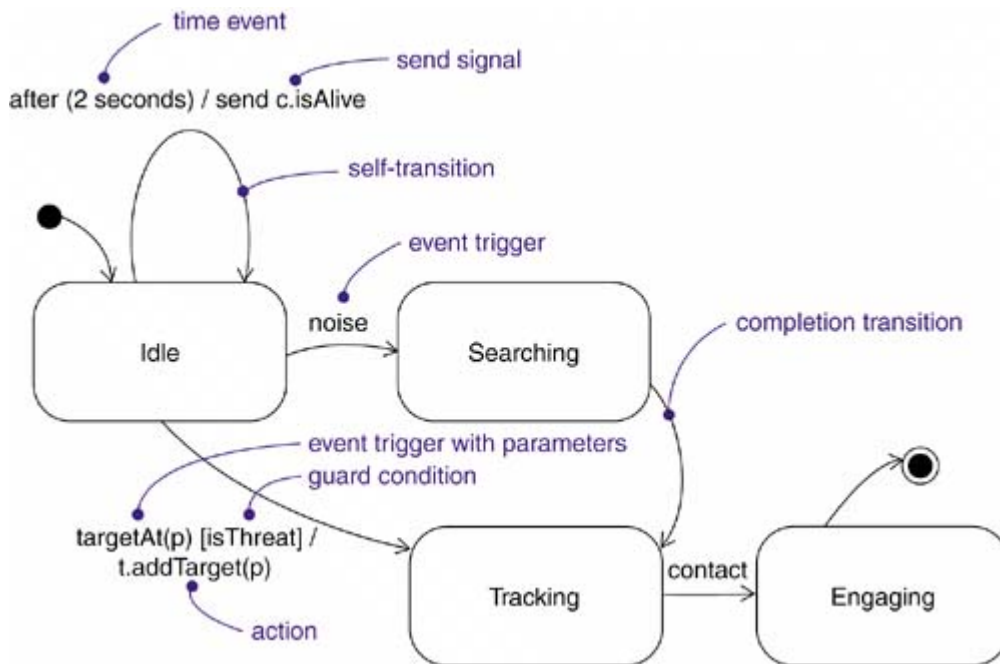 time event
send signal
after (2 seconds) / send c.isAlive
self-transition
event trigger
noise
completion transition
Idle
Searching
event trigger with parameters
guard condition
targetAt(p) [isThreat] /
t.addTarget(p)
contact
Tracking
Engaging
action